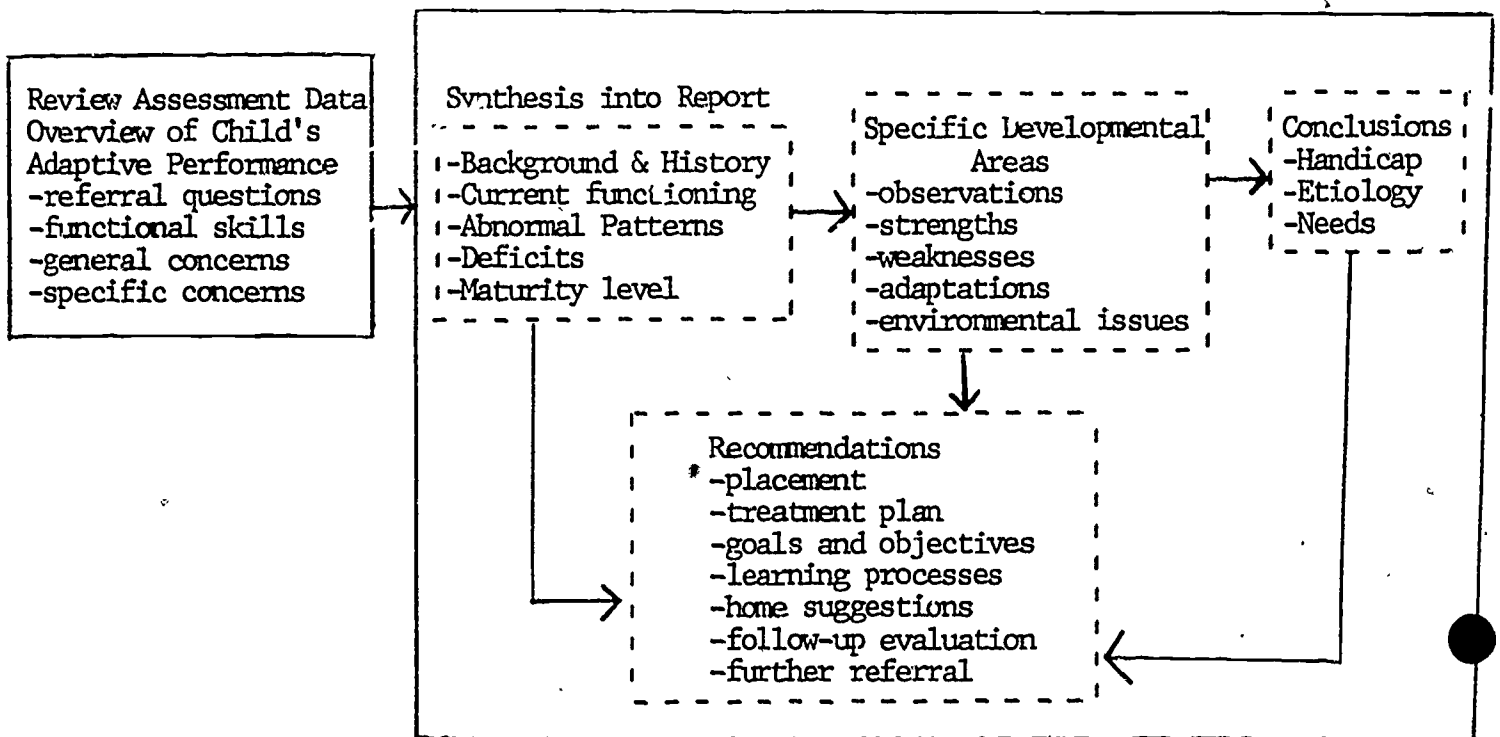 Review Assessment Data
Overview of Child's
Adaptive Performance
-referral questions
-functional skills
-general concerns
-specific concerns
Synthesis into Report
-Background & History
-Current functioning
-Abnormal Patterns
-Deficits
-Maturity level
Specific Developmental
Areas
-observations
-strengths
-weaknesses
-adaptations
-environmental issues
Conclusions
-Handicap
-Etiology
-Needs
Recommendations
-placement
-treatment plan
-goals and objectives
-learning processes
-home suggestions
-follow-up evaluation
-further referral